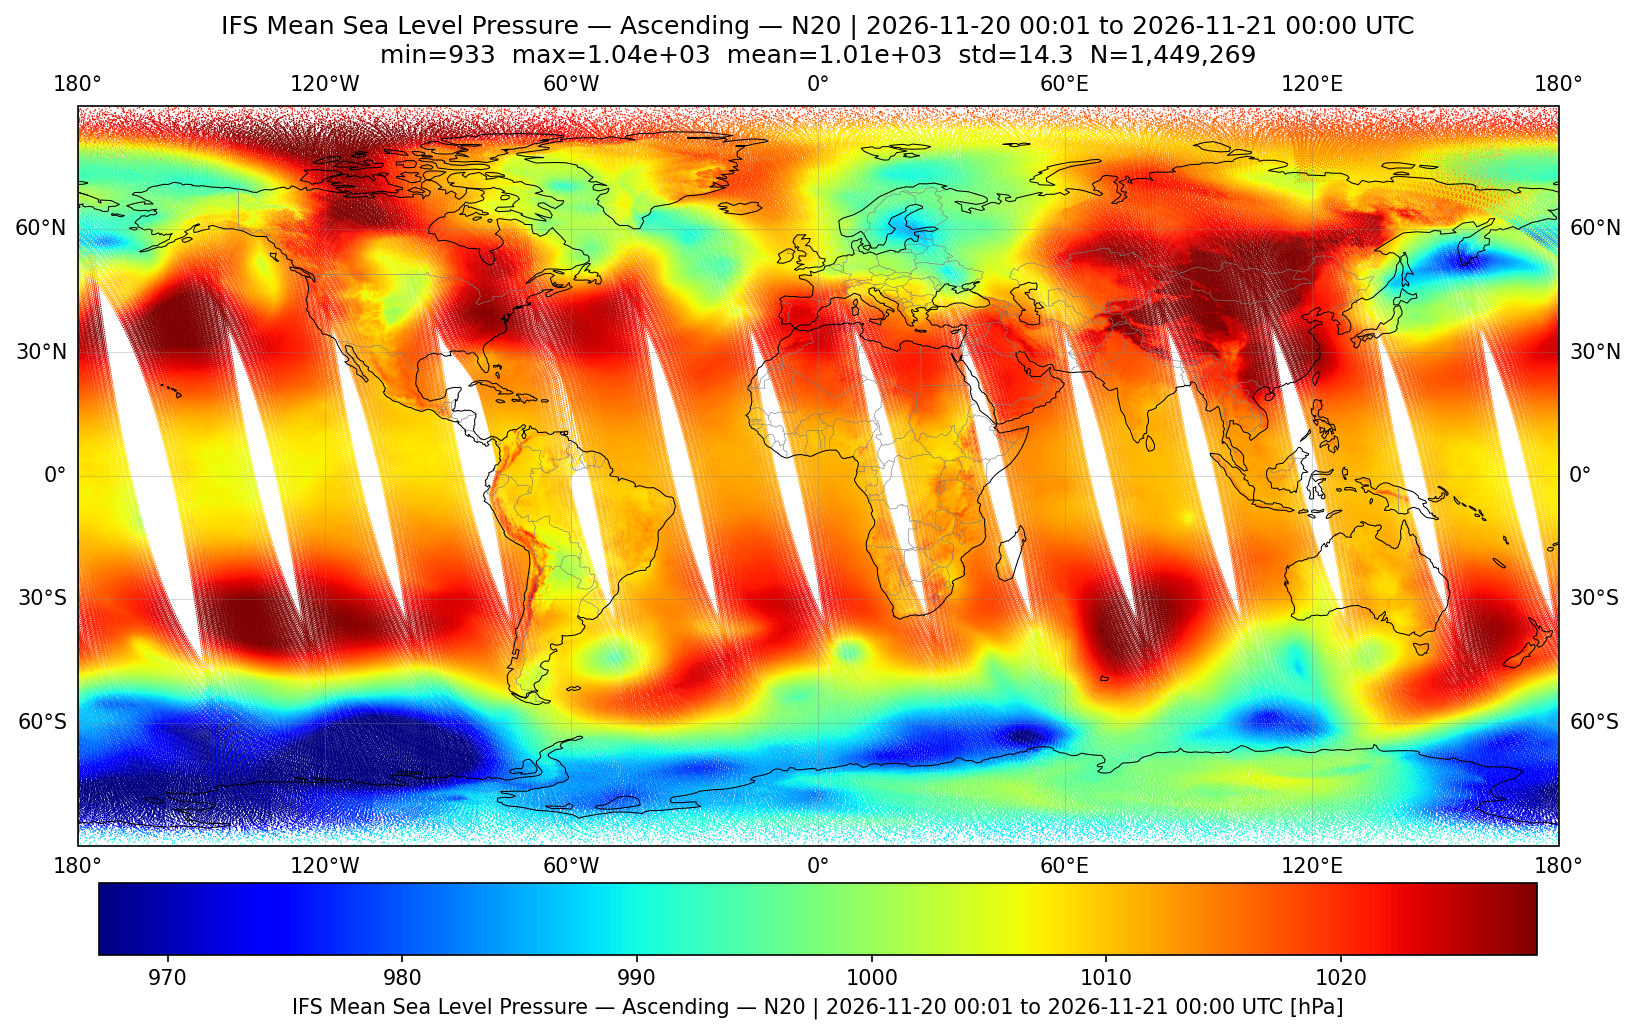 IFS Mean Sea Level Pressure — Ascending — N20 | 2026-11-20 00:01 to 2026-11-21 00:00 UTC
min=933  max=1.04e+03  mean=1.01e+03  std=14.3  N=1,449,269
180° 120°W 60°W 0° 60°E 120°E 180°
60°N 60°N
30°N 30°N
0° 0°
30°S 30°S
60°S 60°S
180° 120°W 60°W 0° 60°E 120°E 180°
970 980 990 1000 1010 1020
IFS Mean Sea Level Pressure — Ascending — N20 | 2026-11-20 00:01 to 2026-11-21 00:00 UTC [hPa]